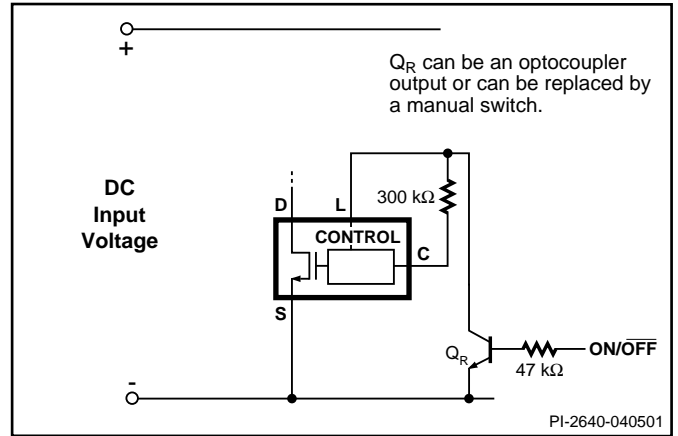 +
QR can be an optocoupler
output or can be replaced by
a manual switch.
DC
Input
Voltage
300 kΩ
D
L
CONTROL
C
S
QR
47 kΩ
ON/OFF
-
PI-2640-040501